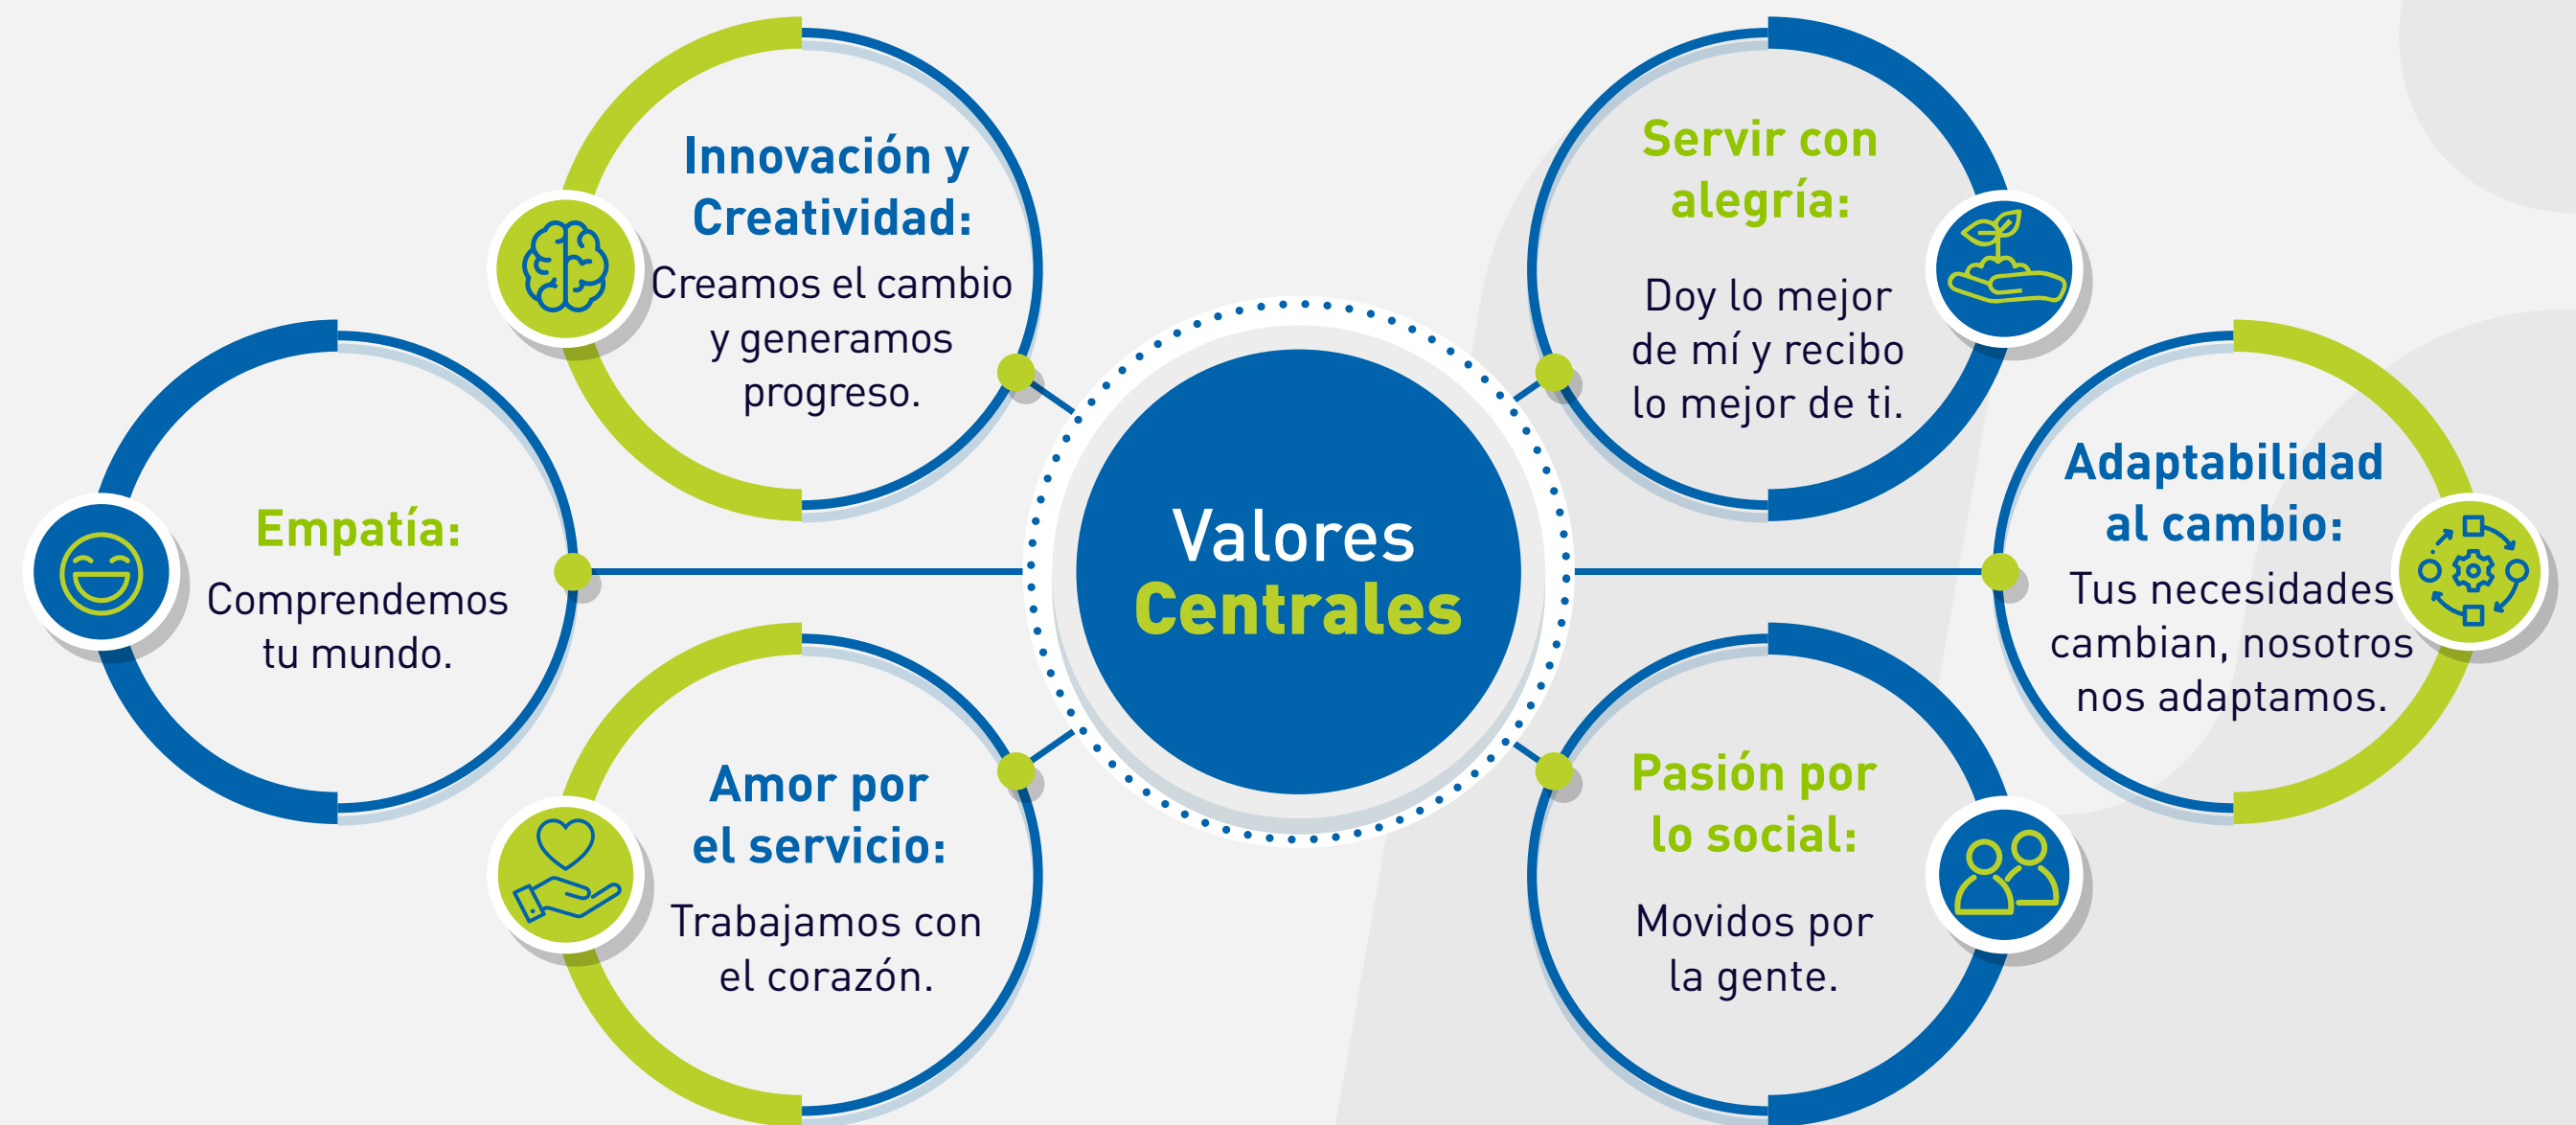 Innovación y
Creatividad:
Creamos el cambio
y generamos
progreso.
Servir con
alegría:
Doy lo mejor
de mí y recibo
lo mejor de ti.
Empatía:
Comprendemos
tu mundo.
Valores
Centrales
Adaptabilidad
al cambio:
Tus necesidades
cambian, nosotros
nos adaptamos.
Amor por
el servicio:
Trabajamos con
el corazón.
Pasión por
lo social:
Movidos por
la gente.